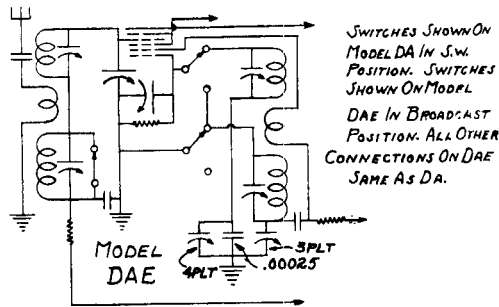 SWITCHES SHOWN ON
MODEL DA IN S.W.
POSITION. SWITCHES
SHOWN ON MODEL
DAE IN BROADCAST
POSITION. ALL OTHER
CONNECTIONS ON DAE
SAME AS DA.
MODEL
DAE
4PLT
.00025
3PLT